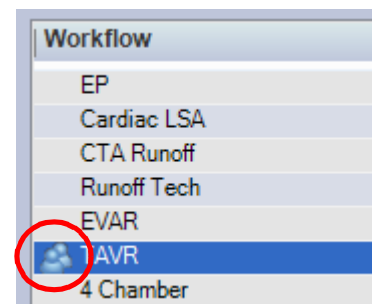 Workflow
EP
Cardiac LSA
CTA Runoff
Runoff Tech
EVAR
TAVR
4 Chamber